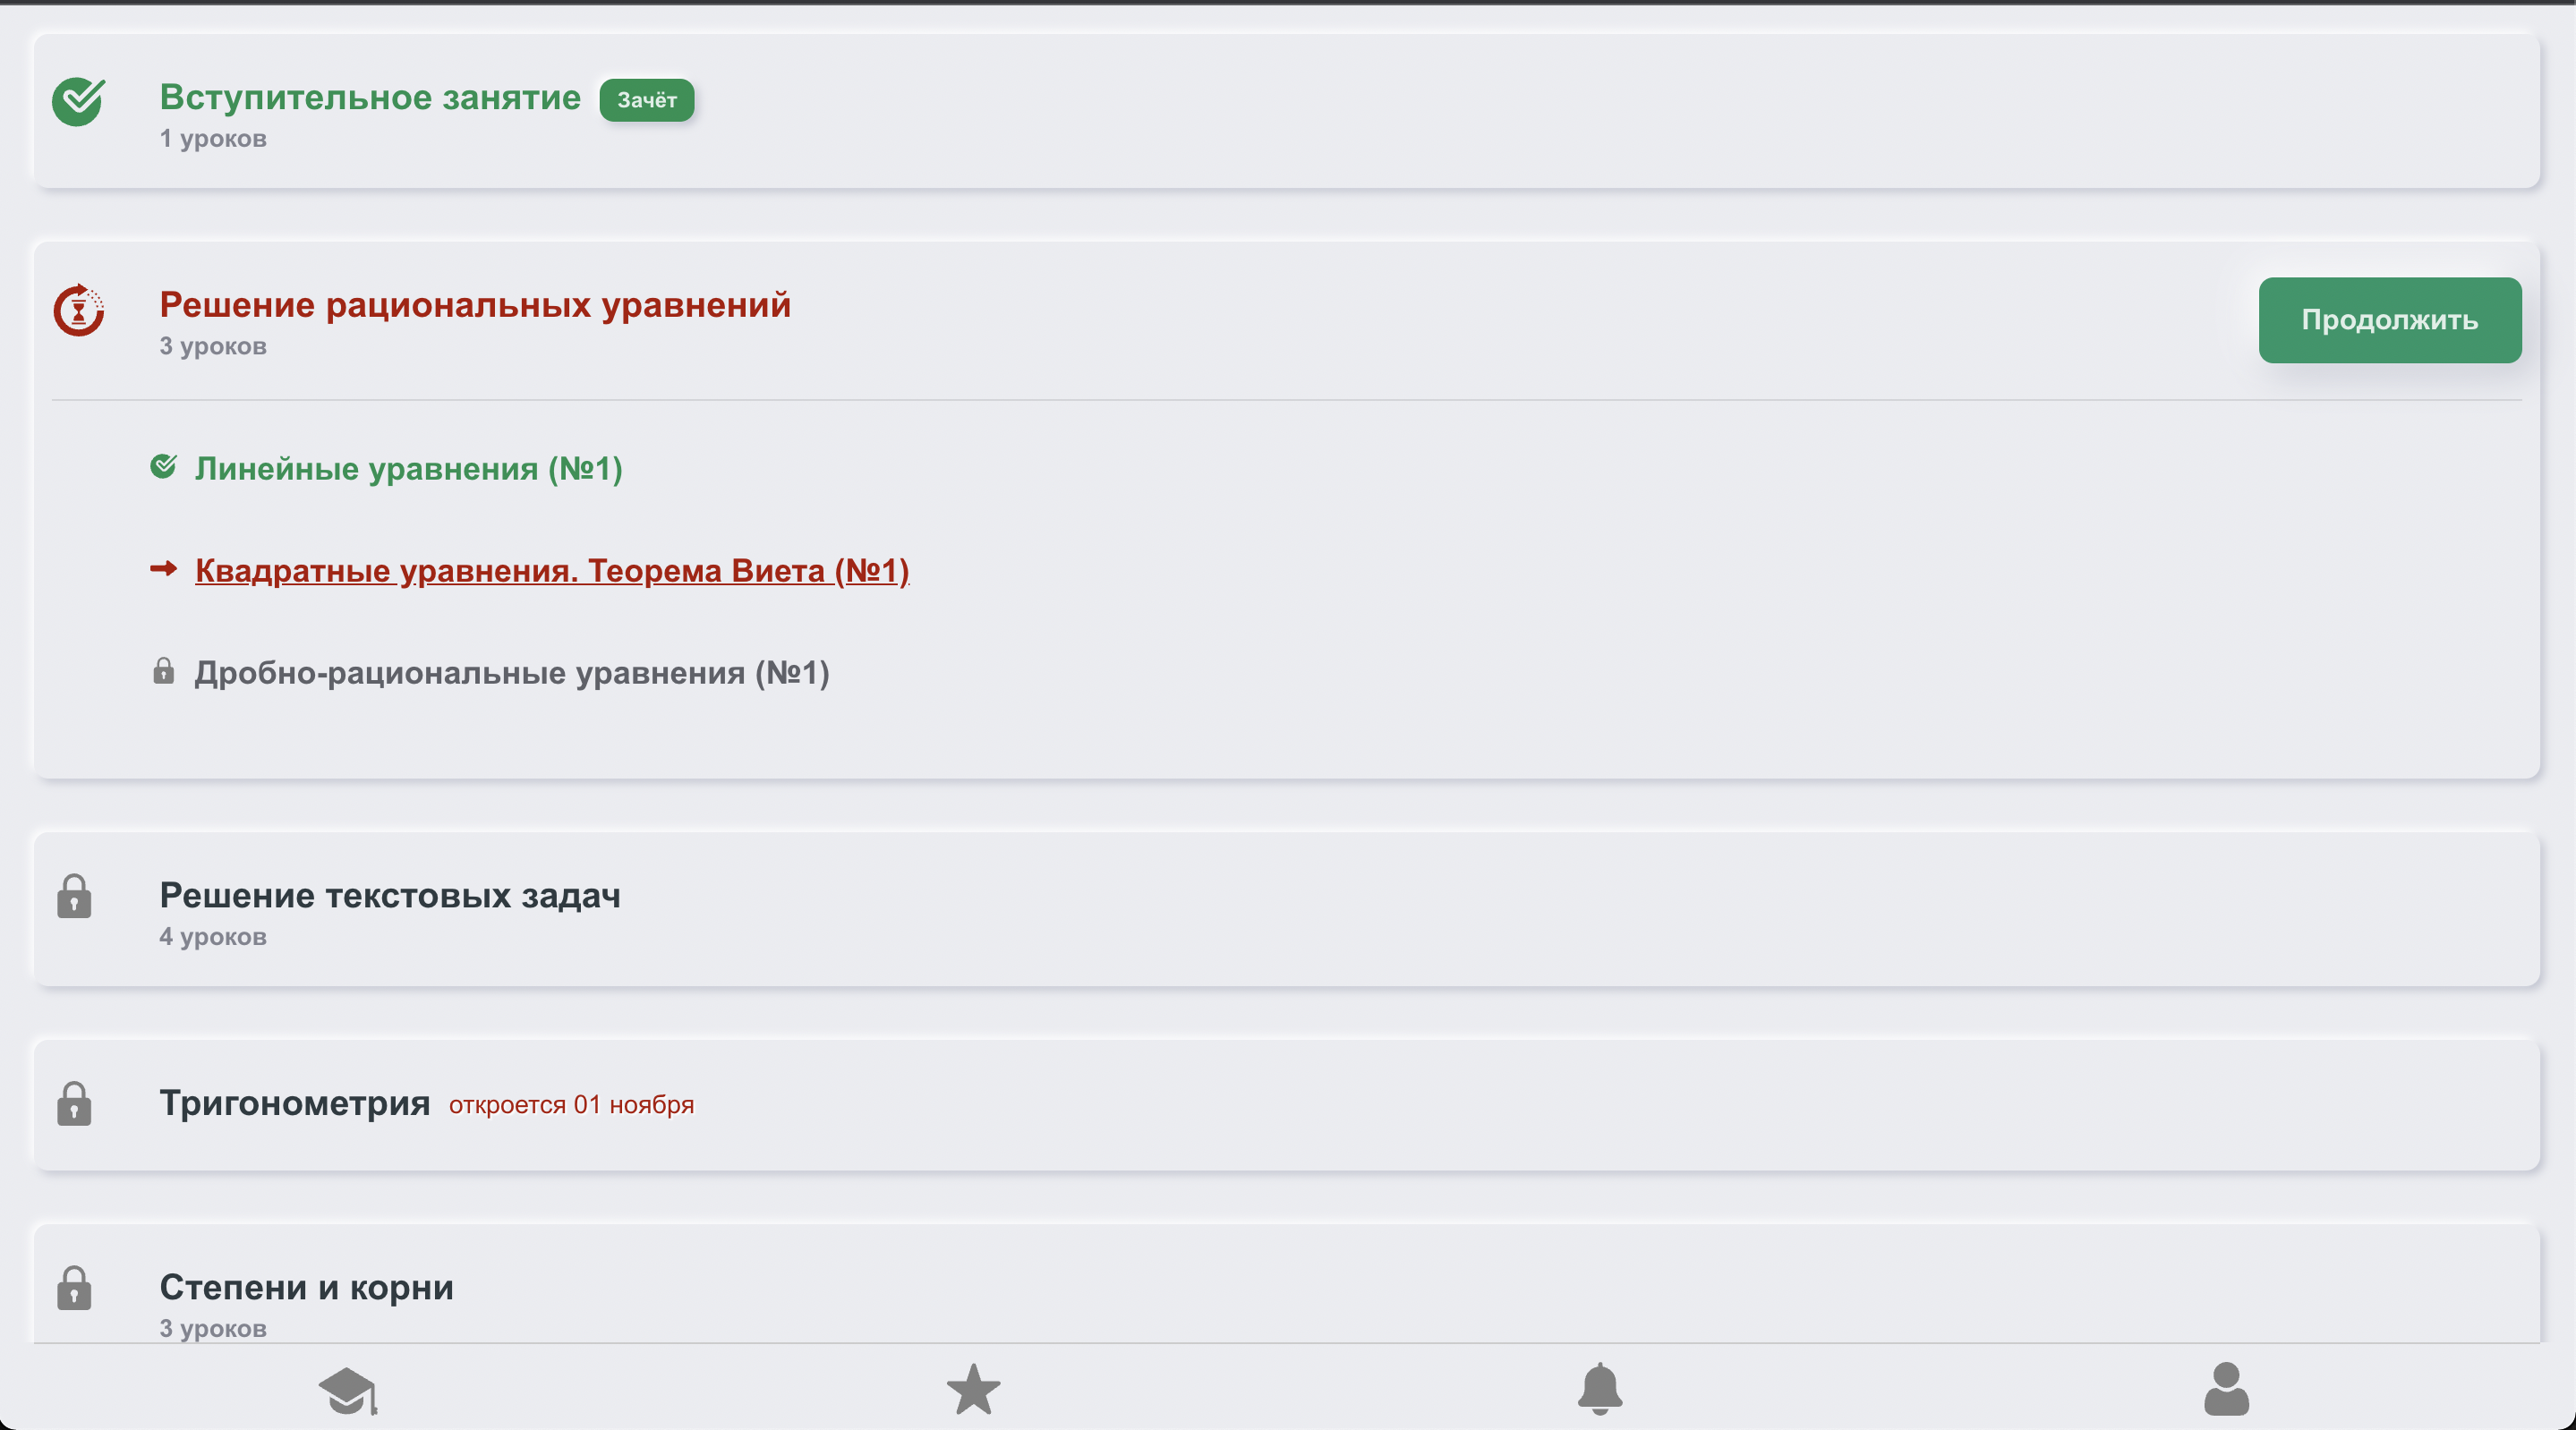 Вступительное занятие Зачёт
1 уроков
Решение рациональных уравнений
3 уроков
Продолжить
Линейные уравнения (№1)
Квадратные уравнения. Теорема Виета (№1)
Дробно-рациональные уравнения (№1)
Решение текстовых задач
4 уроков
Тригонометрия откроется 01 ноября
Степени и корни
3 уроков